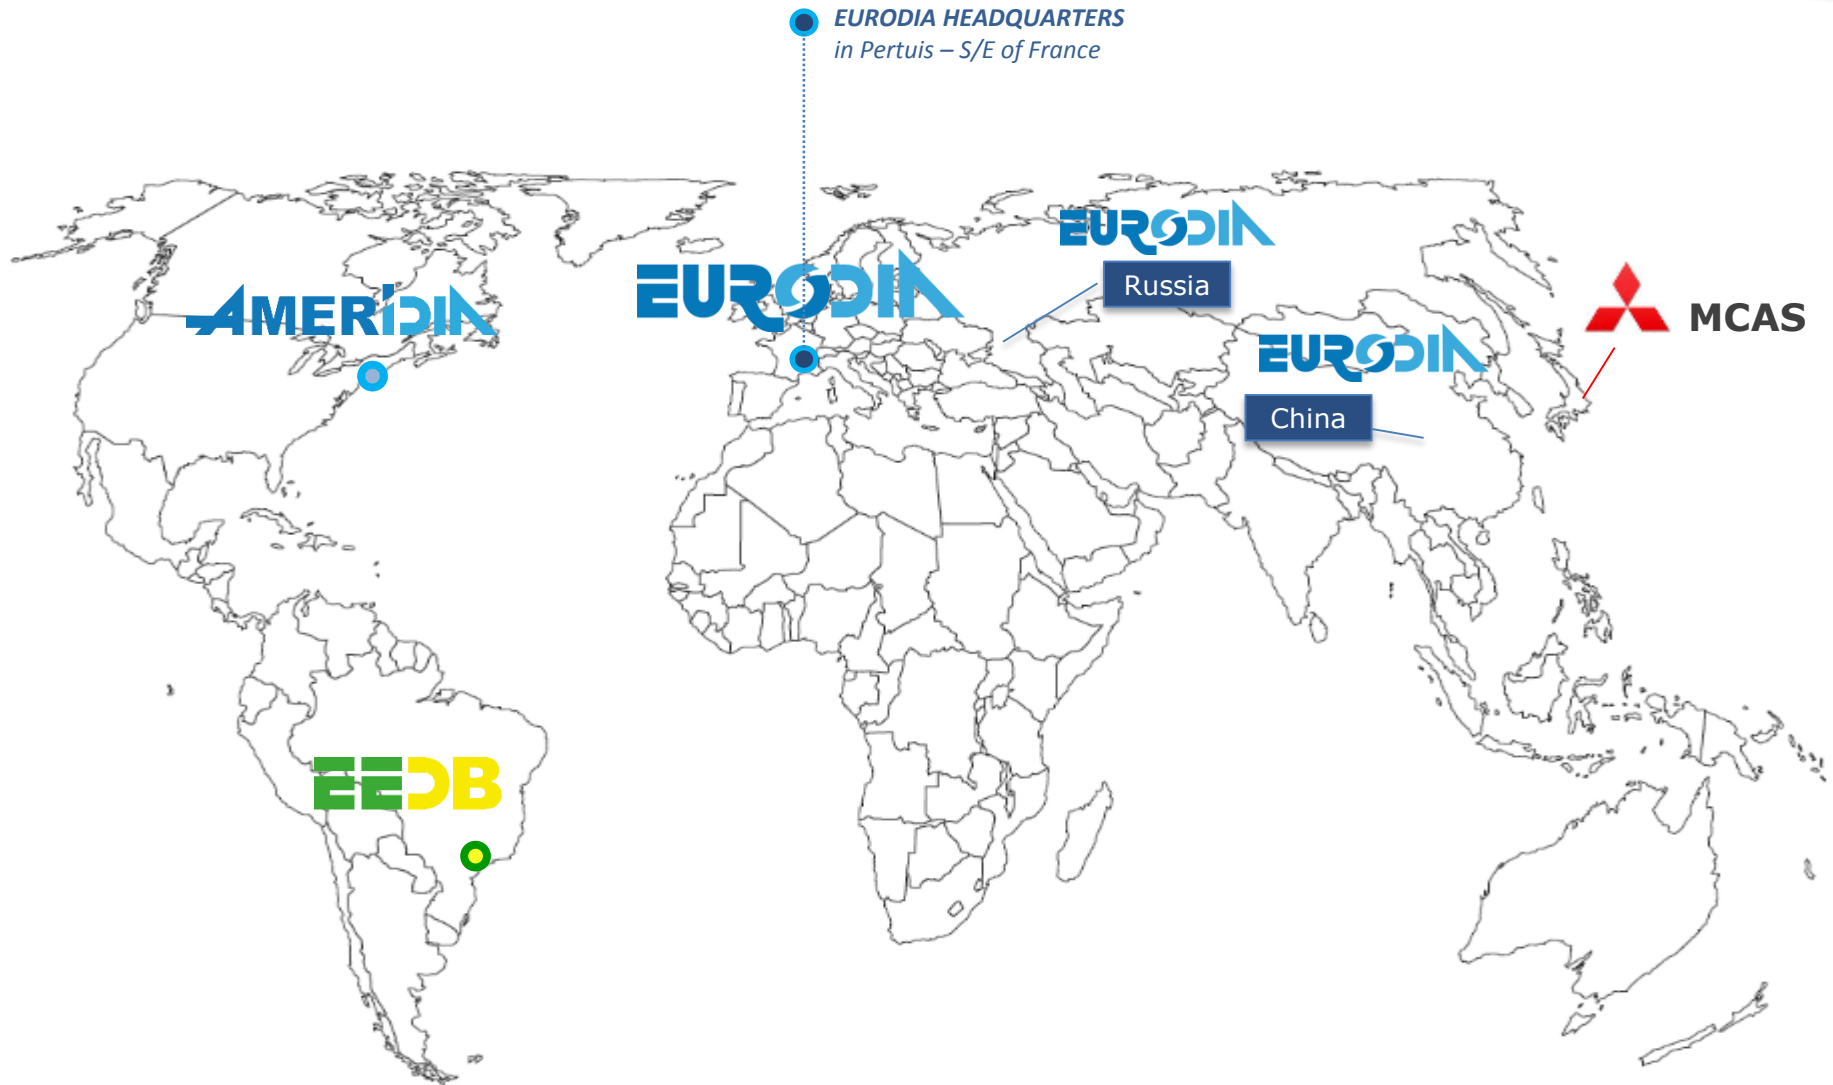 EURODIA HEADQUARTERS
in Pertuis – S/E of France
EURODIA
Russia
AMERIDIA
EURODIA
MCAS
EURODIA
China
EEDB